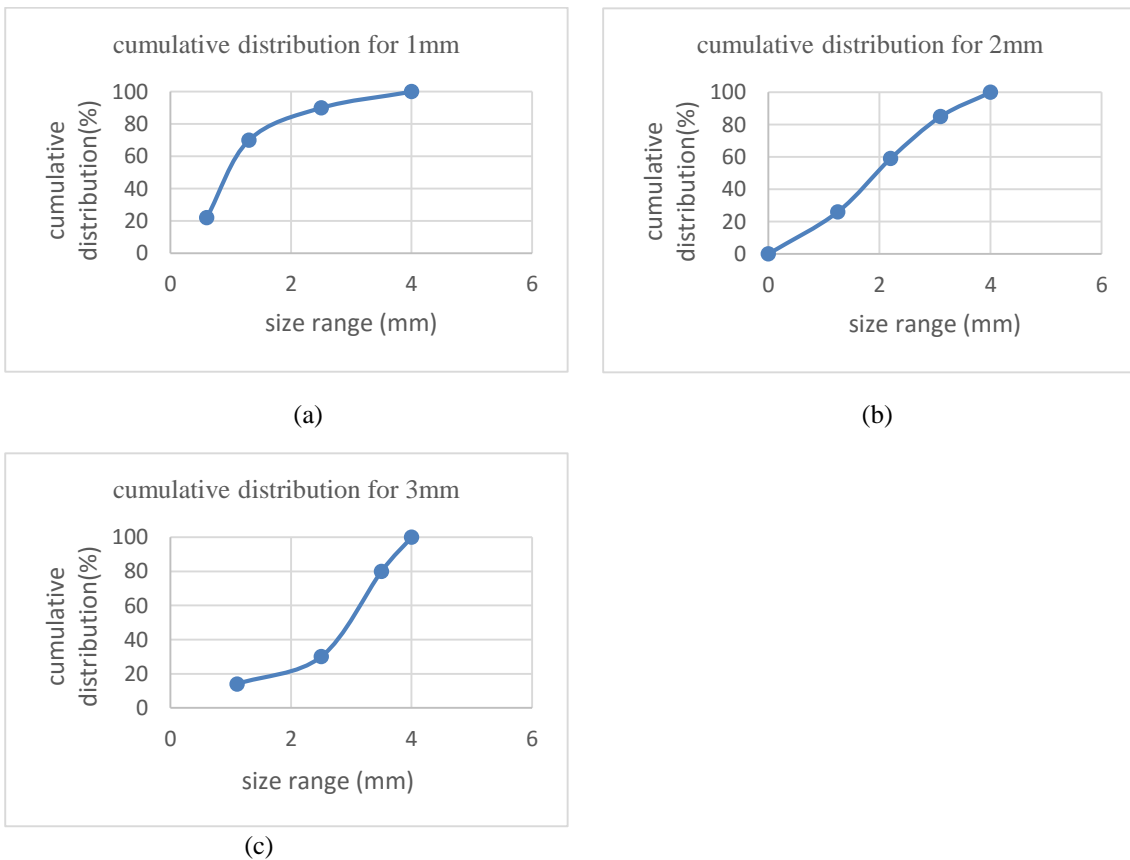 cumulative distribution for 1mm
cumulative
distribution(%)
100
80
60
40
20
0
0 2 4 6
size range (mm)
(a)
cumulative distribution for 2mm
cumulative
distribution(%)
100
80
60
40
20
0
0 2 4 6
size range (mm)
(b)
cumulative distribution for 3mm
cumulative
distribution(%)
100
80
60
40
20
0
0 2 4 6
size range (mm)
(c)